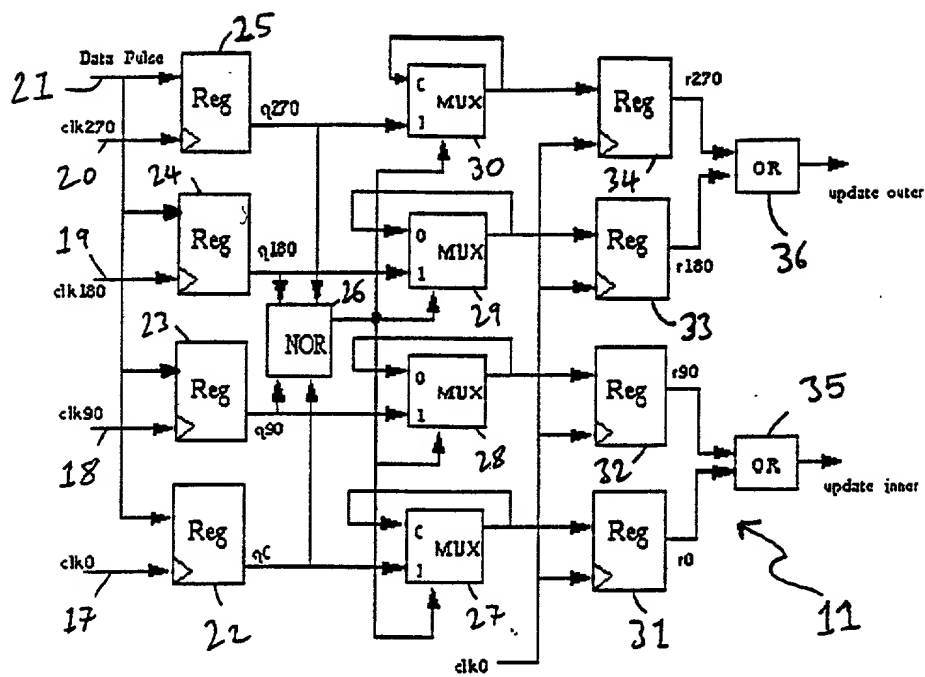 25
Data Pulse
21
Reg
q270
clk270
20
C
MUX
1
30
Reg
r270
34
OR
update outer
36
24
Reg
q180
19
clk180
0
MUX
1
29
Reg
r180
33
26
NOR
23
Reg
q90
clk90
18
0
MUX
1
28
Reg
r90
32
35
OR
update inner
Reg
qC
clk0
17
22
C
MUX
1
27
Reg
r0
31
11
clk0